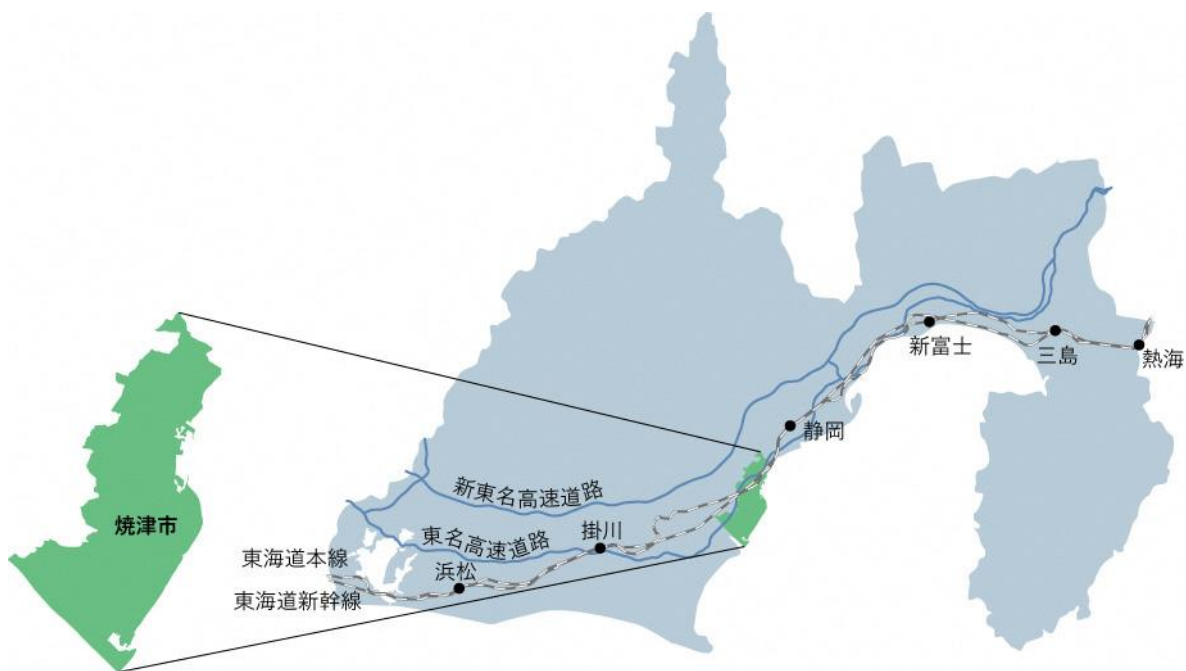 新富士
三島
熱海
静岡
新東名高速道路
焼津市
東名高速道路
掛川
東海道本線
浜松
東海道新幹線